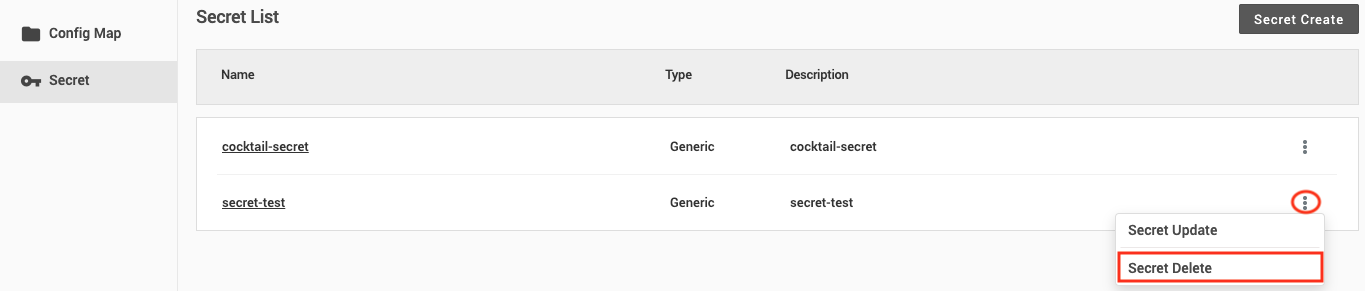 Config Map
Secret
Secret List
Secret Create
Name Type Description
cocktail-secret Generic cocktail-secret
secret-test Generic secret-test
Secret Update
Secret Delete